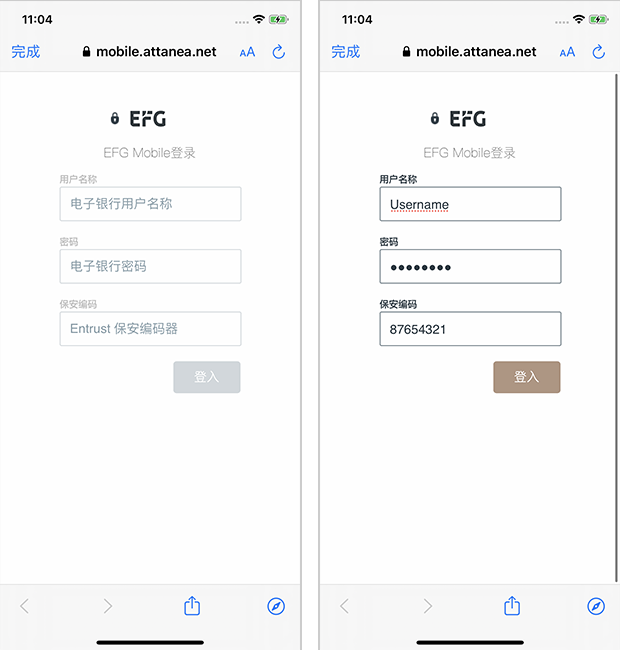 11:04
完成
mobile.attanea.net
AA
EFG
EFG Mobile登录
用户名称
电子银行用户名称
密码
电子银行密码
保安编码
Entrust 保安编码器
登入
11:04
完成
mobile.attanea.net
AA
EFG
EFG Mobile登录
用户名称
Username
密码
●●●●●●●●
保安编码
87654321
登入